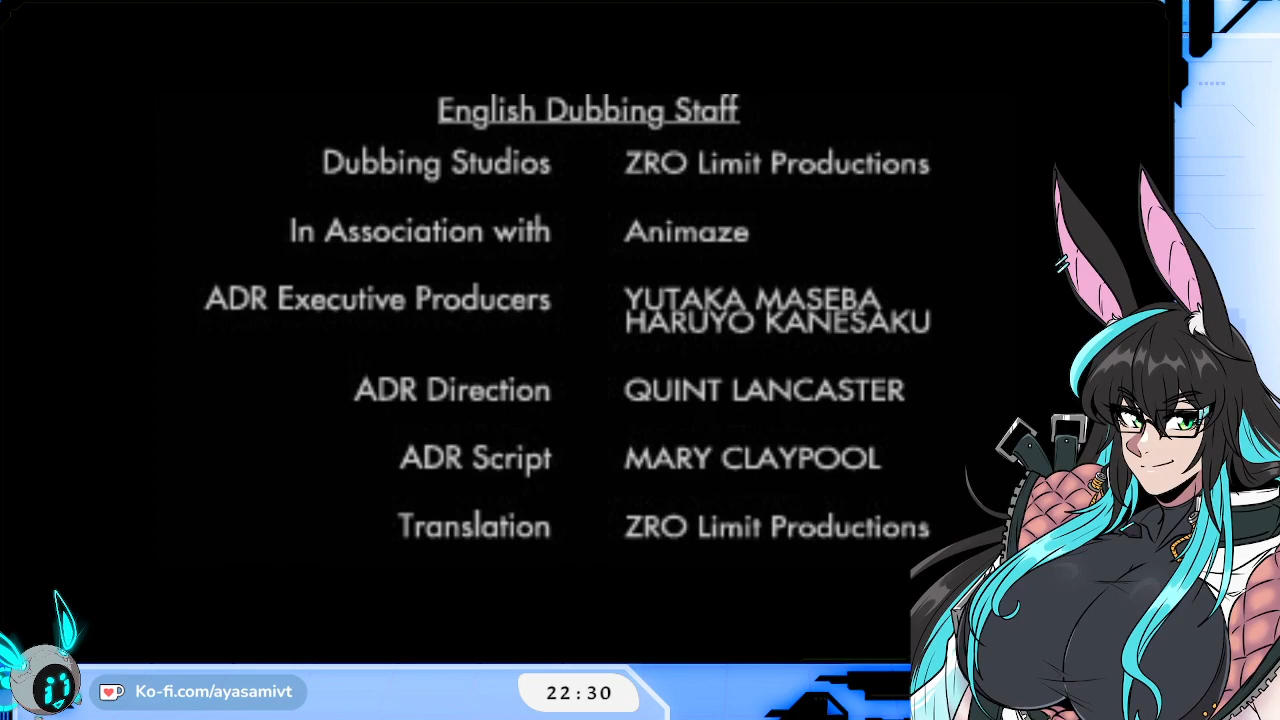 English Dubbing Staff
Dubbing Studios ZRO Limit Productions
In Association with Animaze
ADR Executive Producers YUTAKA MASEBA
HARUYO KANESAKU
ADR Direction QUINT LANCASTER
ADR Script MARY CLAYPOOL
Translation ZRO Limit Productions
Ko-fi.com/ayasamivt
22:30